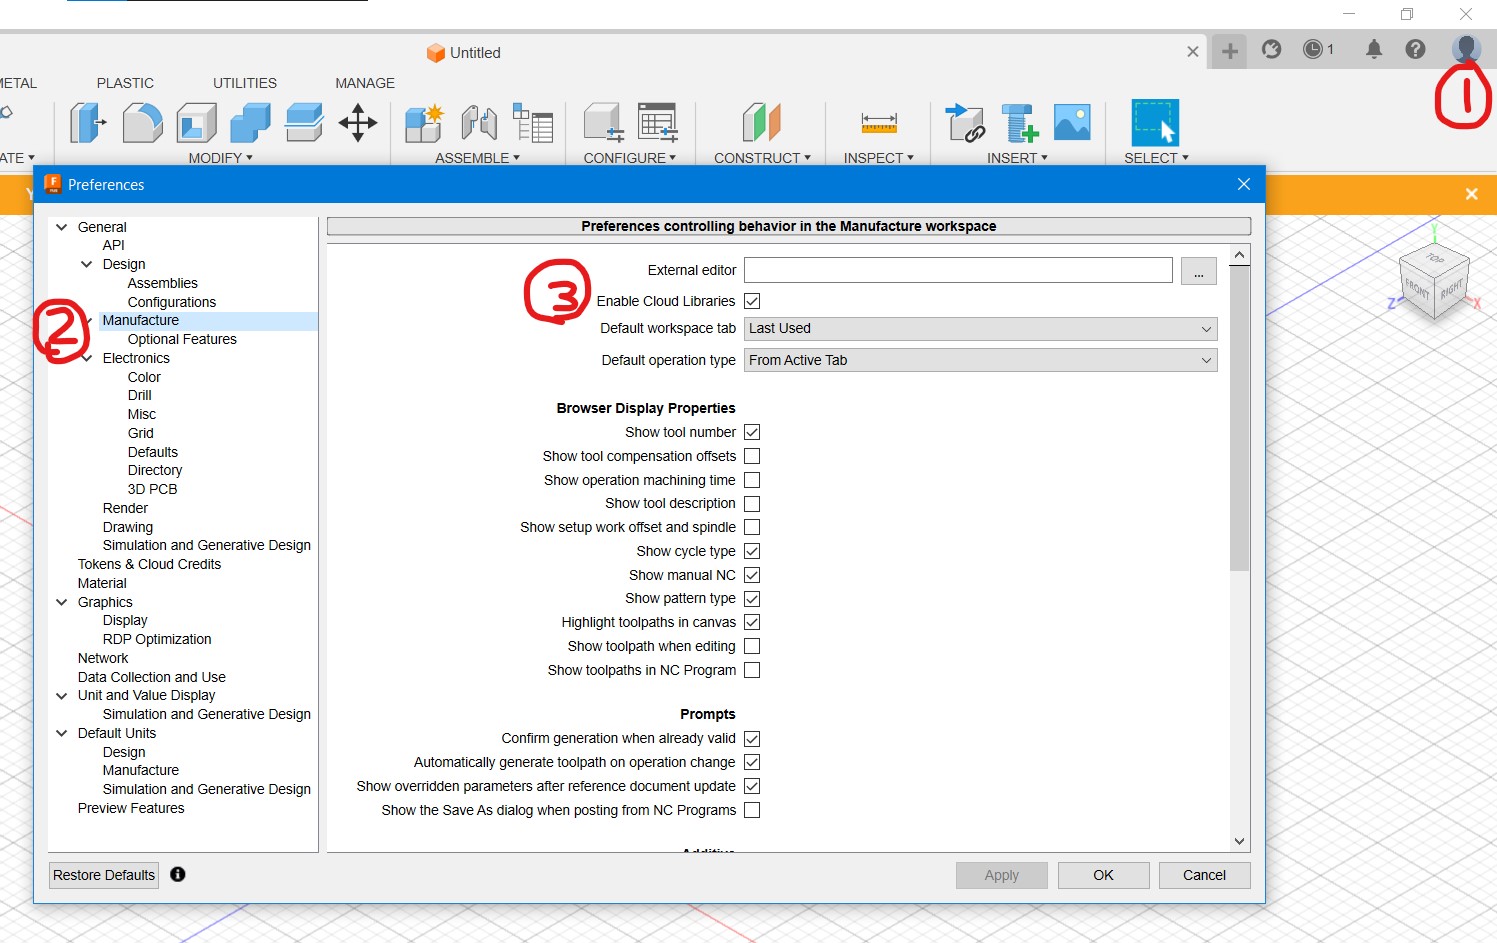 Untitled
1
METAL PLASTIC UTILITIES MANAGE
1
ATE MODIFY ASSEMBLE CONFIGURE CONSTRUCT INSPECT INSERT SELECT
Preferences
General
API
Design
Assemblies
Configurations
2
Manufacture
Optional Features
Electronics
Color
Drill
Misc
Grid
Defaults
Directory
3D PCB
Render
Drawing
Simulation and Generative Design
Tokens & Cloud Credits
Material
Graphics
Display
RDP Optimization
Network
Data Collection and Use
Unit and Value Display
Simulation and Generative Design
Default Units
Design
Manufacture
Simulation and Generative Design
Preview Features
Preferences controlling behavior in the Manufacture workspace
External editor ...
3
Enable Cloud Libraries
Default workspace tab Last Used
Default operation type From Active Tab
Browser Display Properties
Show tool number
Show tool compensation offsets
Show operation machining time
Show tool description
Show setup work offset and spindle
Show cycle type
Show manual NC
Show pattern type
Highlight toolpaths in canvas
Show toolpath when editing
Show toolpaths in NC Program
Prompts
Confirm generation when already valid
Automatically generate toolpath on operation change
Show overridden parameters after reference document update
Show the Save As dialog when posting from NC Programs
Additive
Restore Defaults Apply OK Cancel
Y
TOP
FRONT RIGHT
Z X